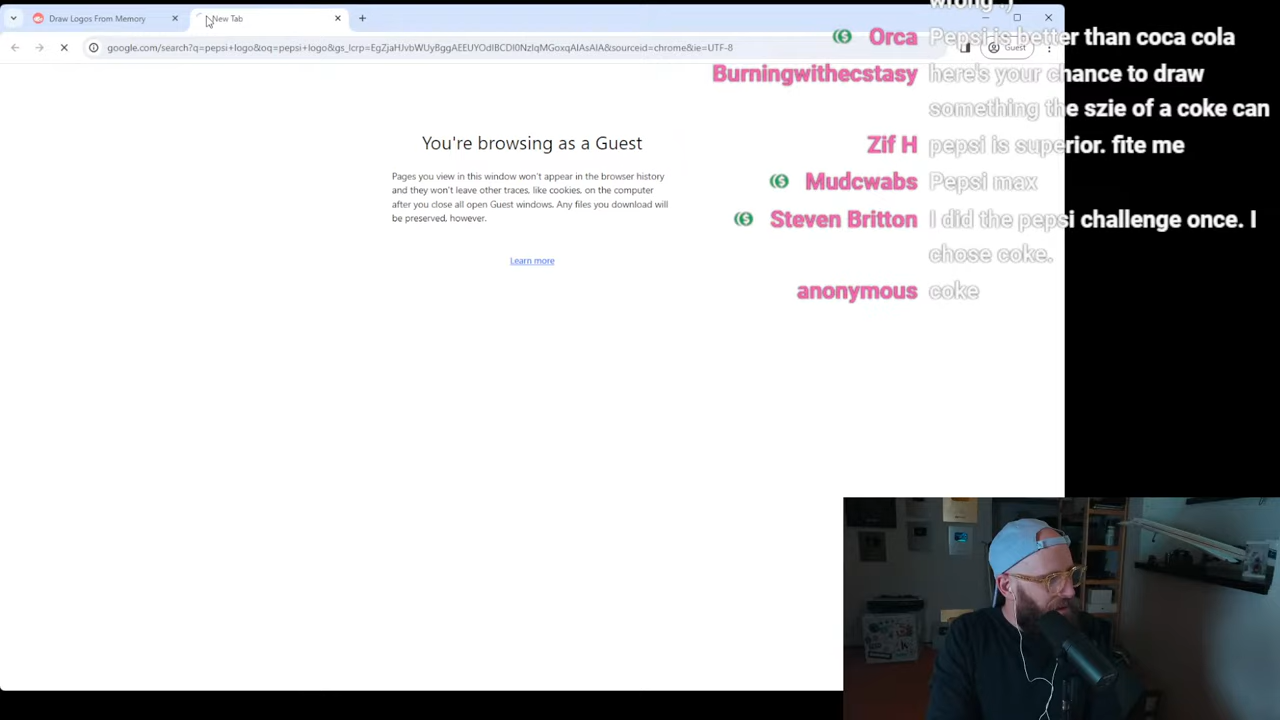 Draw Logos From Memory
New Tab
google.com/search?q=pepsi+logo&oq=pepsi+logo&gs_lcrp=EgZjaHJvbWUyBggAEEUYOdIBCDI0NzlqMGoxqAIAsAIA&sourceid=chrome&ie=UTF-8
Guest
You're browsing as a Guest
Pages you view in this window won't appear in the browser history
and they won't leave other traces, like cookies, on the computer
after you close all open Guest windows. Any files you download will
be preserved, however.
Learn more
wrong :)
Orca Pepsi is better than coca cola
Burningwithecstasy here's your chance to draw
something the szie of a coke can
Zif H pepsi is superior. fite me
Mudcwabs Pepsi max
Steven Britton I did the pepsi challenge once. I
chose coke.
anonymous coke